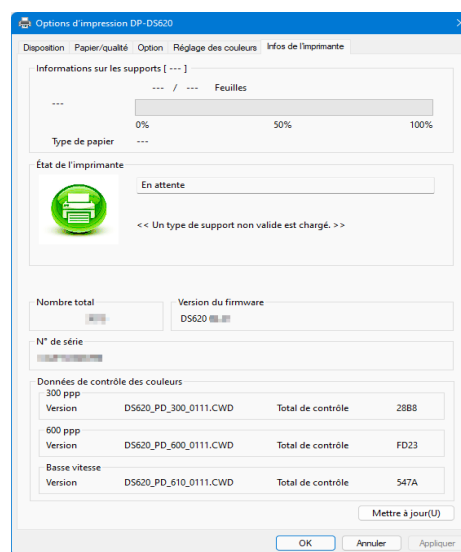 Options d'impression DP-DS620
Disposition Papier/qualité Option Réglage des couleurs Infos de l'imprimante
Informations sur les supports [ --- ]
--- / --- Feuilles
---
0% 50% 100%
Type de papier ---
État de l'imprimante
En attente
<< Un type de support non valide est chargé. >>
Nombre total Version du firmware
DS620
N° de série
Données de contrôle des couleurs
300 ppp
Version DS620_PD_300_0111.CWD Total de contrôle 28B8
600 ppp
Version DS620_PD_600_0111.CWD Total de contrôle FD23
Basse vitesse
Version DS620_PD_610_0111.CWD Total de contrôle 547A
Mettre à jour(U)
OK Annuler Appliquer